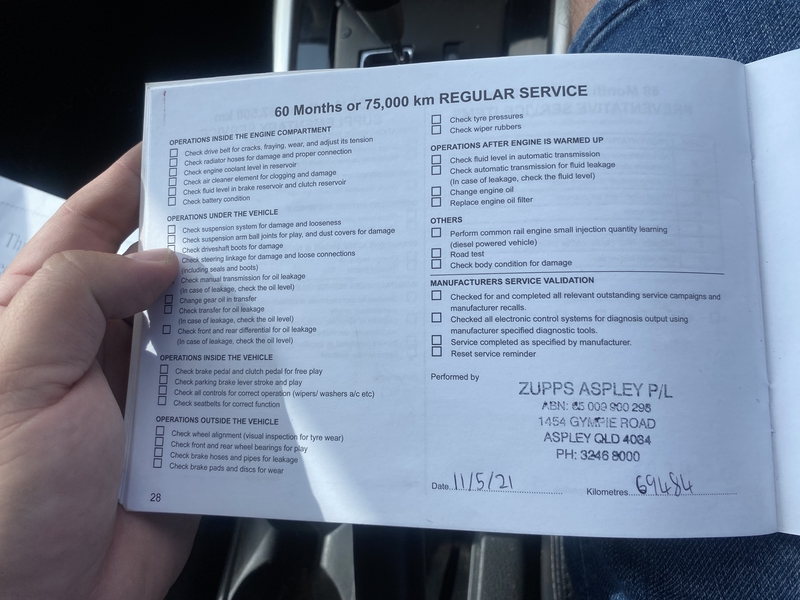 60 Months or 75,000 km REGULAR SERVICE
OPERATIONS INSIDE THE ENGINE COMPARTMENT
Check drive belt for cracks, fraying, wear, and adjust its tension
Check radiator hoses for damage and proper connection
Check engine coolant level in reservoir
Check air cleaner element for clogging and damage
Check fluid level in brake reservoir and clutch reservoir
Check battery condition
OPERATIONS UNDER THE VEHICLE
Check suspension system for damage and looseness
Check suspension arm ball joints for play, and dust covers for damage
Check driveshaft boots for damage
Check steering linkage for damage and loose connections
(including seals and boots)
Check manual transmission for oil leakage
(In case of leakage, check the oil level)
Change gear oil in transfer
Check transfer for oil leakage
(In case of leakage, check the oil level)
Check front and rear differential for oil leakage
(In case of leakage, check the oil level)
OPERATIONS INSIDE THE VEHICLE
Check brake pedal and clutch pedal for free play
Check parking brake lever stroke and play
Check all controls for correct operation (wipers/ washers a/c etc)
Check seatbelts for correct function
OPERATIONS OUTSIDE THE VEHICLE
Check wheel alignment (visual inspection for tyre wear)
Check front and rear wheel bearings for play
Check brake hoses and pipes for leakage
Check brake pads and discs for wear
28
Check tyre pressures
Check wiper rubbers
OPERATIONS AFTER ENGINE IS WARMED UP
Check fluid level in automatic transmission
Check automatic transmission for fluid leakage
(In case of leakage, check the fluid level)
Change engine oil
Replace engine oil filter
OTHERS
Perform common rail engine small injection quantity learning
(diesel powered vehicle)
Road test
Check body condition for damage
MANUFACTURERS SERVICE VALIDATION
Checked for and completed all relevant outstanding service campaigns and
manufacturer recalls.
Checked all electronic control systems for diagnosis output using
manufacturer specified diagnostic tools.
Service completed as specified by manufacturer.
Reset service reminder
Performed by
ZUPPS ASPLEY P/L
ABN: 65 009 900 298
1454 GYMPIE ROAD
ASPLEY QLD 4034
PH: 3246 8000
Date 11/5/21 Kilometres 69484